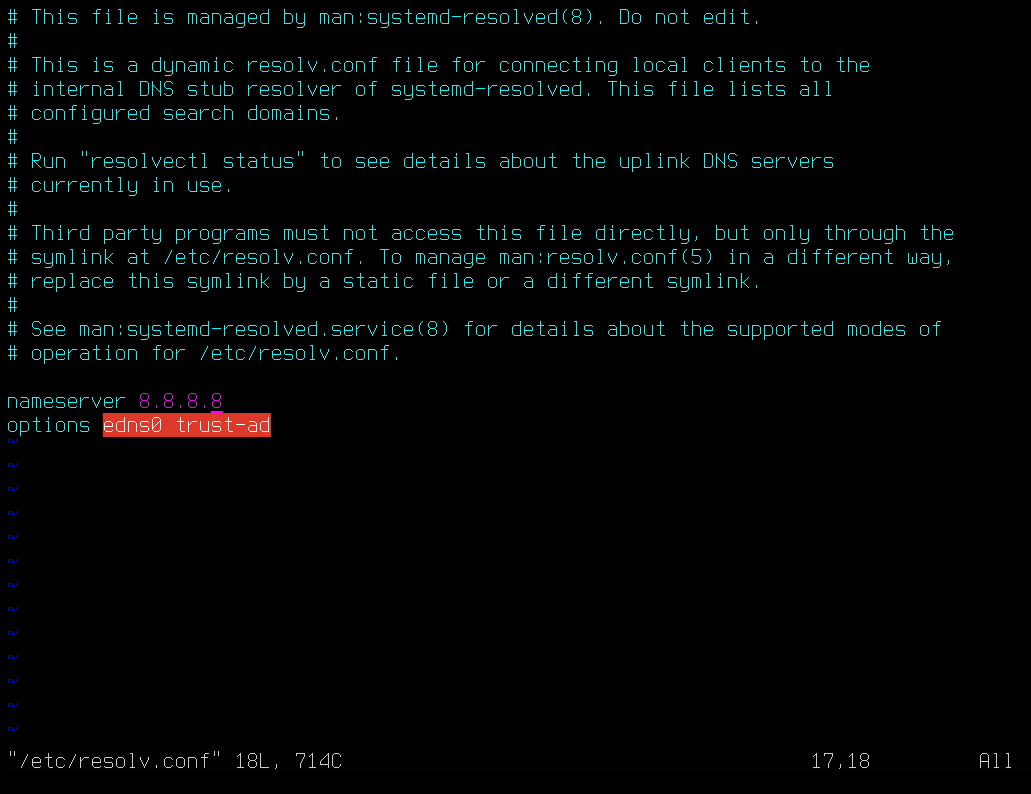 # This file is managed by man:systemd-resolved(8). Do not edit.
#
# This is a dynamic resolv.conf file for connecting local clients to the
# internal DNS stub resolver of systemd-resolved. This file lists all
# configured search domains.
#
# Run "resolvectl status" to see details about the uplink DNS servers
# currently in use.
#
# Third party programs must not access this file directly, but only through the
# symlink at /etc/resolv.conf. To manage man:resolv.conf(5) in a different way,
# replace this symlink by a static file or a different symlink.
#
# See man:systemd-resolved.service(8) for details about the supported modes of
# operation for /etc/resolv.conf.

nameserver 8.8.8.8
options edns0 trust-ad
~
~
~
~
~
~
~
~
~
~
~
~
~
"/etc/resolv.conf" 18L, 714C 17,18 All